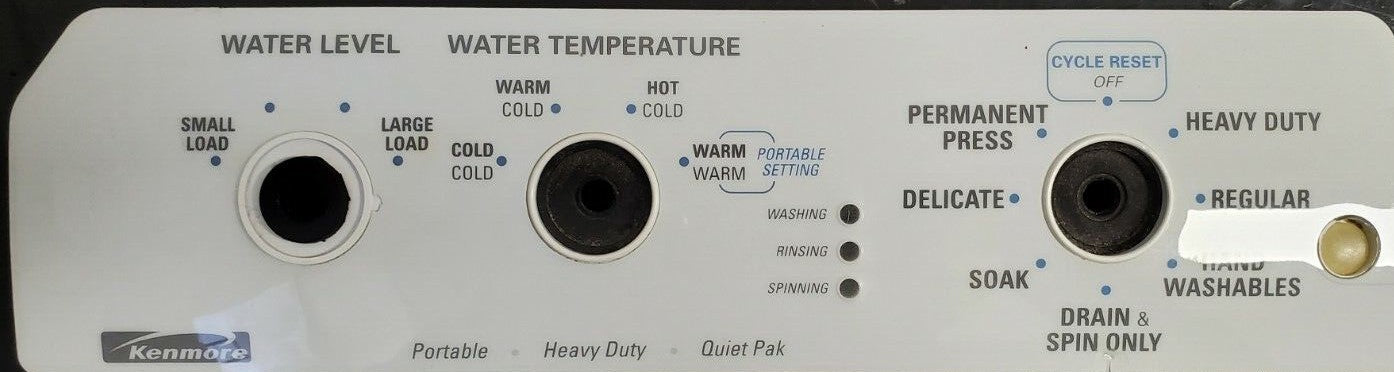 WATER LEVEL
SMALL
LOAD
LARGE
LOAD
WATER TEMPERATURE
COLD
COLD
WARM
COLD
HOT
COLD
WARM
WARM
PORTABLE
SETTING
WASHING
RINSING
SPINNING
CYCLE RESET
OFF
PERMANENT
PRESS
HEAVY DUTY
DELICATE
REGULAR
SOAK
HAND
WASHABLES
DRAIN &
SPIN ONLY
Kenmore
Portable • Heavy Duty • Quiet Pak